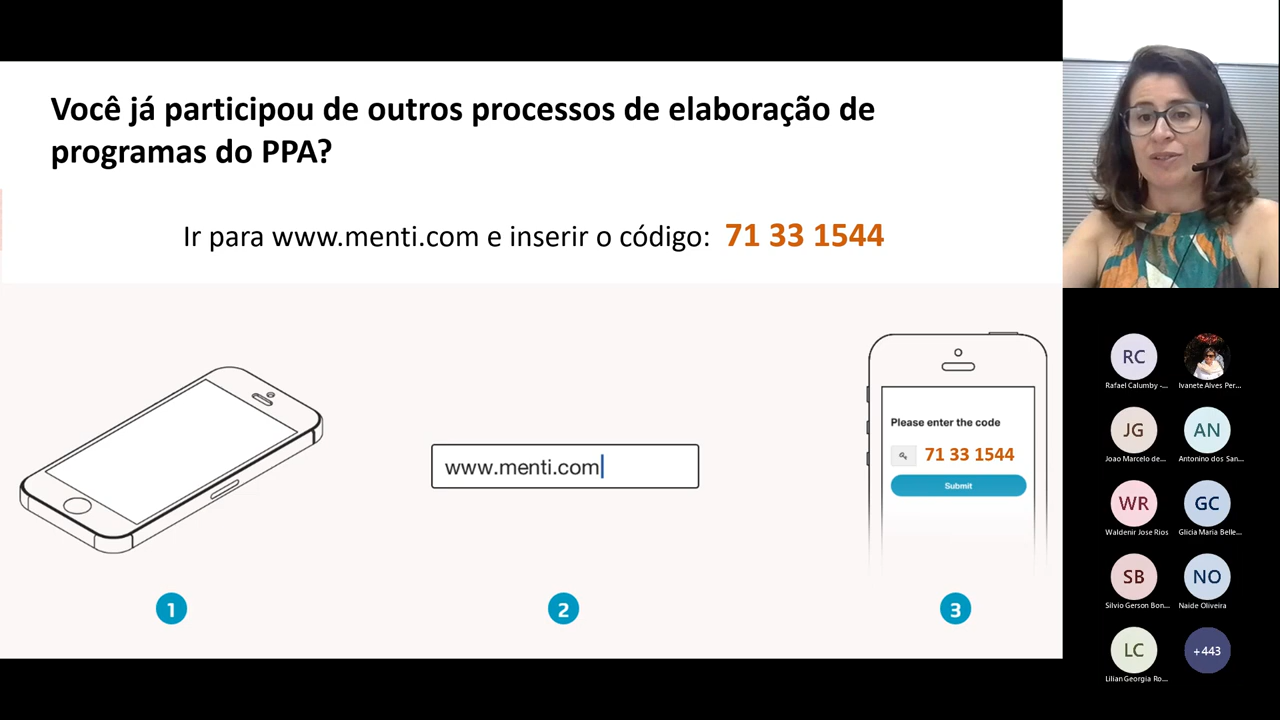 Você já participou de outros processos de elaboração de
programas do PPA?
Ir para www.menti.com e inserir o código: 71 33 1544
www.menti.com
Please enter the code
71 33 1544
Submit
1
2
3
RC
Rafael Calumby -...
Ivanete Alves Per...
JG
Joao Marcelo de...
AN
Antonino dos San...
WR
Waldenir Jose Rios
GC
Glicia Maria Belle...
SB
Silvio Gerson Bon...
NO
Naide Oliveira
LC
Lilian Georgia Ro...
+443